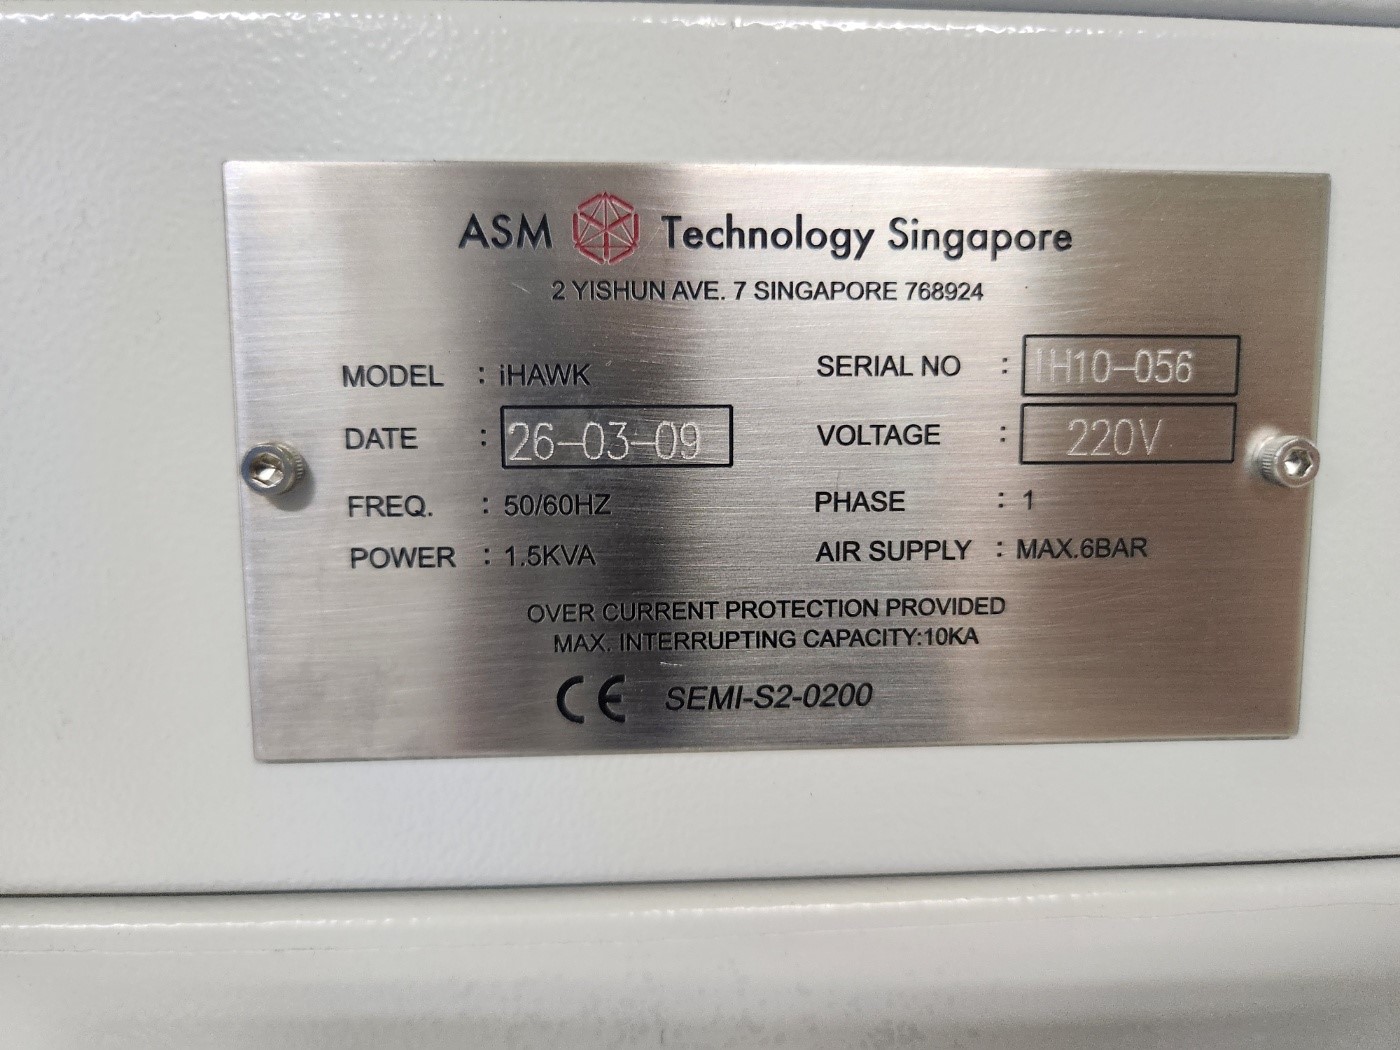 ASM Technology Singapore
2 YISHUN AVE. 7 SINGAPORE 768924
MODEL : iHAWK SERIAL NO : IH10-056
DATE : 26-03-09 VOLTAGE : 220V
FREQ. : 50/60HZ PHASE : 1
POWER : 1.5KVA AIR SUPPLY : MAX.6BAR
OVER CURRENT PROTECTION PROVIDED
MAX. INTERRUPTING CAPACITY:10KA
CE SEMI-S2-0200